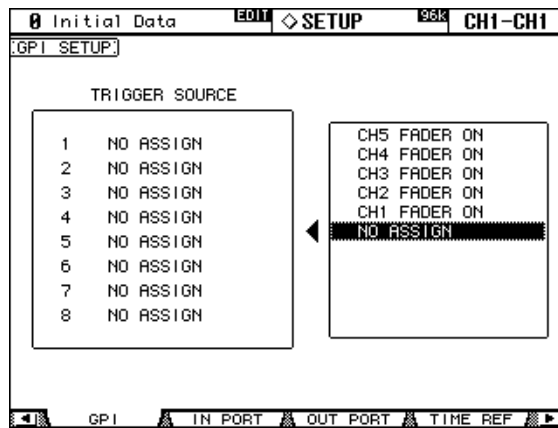 0 Initial Data EDIT ◇SETUP 96k CH1-CH1
GPI SETUP
TRIGGER SOURCE
1 NO ASSIGN
2 NO ASSIGN
3 NO ASSIGN
4 NO ASSIGN
5 NO ASSIGN
6 NO ASSIGN
7 NO ASSIGN
8 NO ASSIGN
CH5 FADER ON
CH4 FADER ON
CH3 FADER ON
CH2 FADER ON
CH1 FADER ON
NO ASSIGN
GPI IN PORT OUT PORT TIME REF